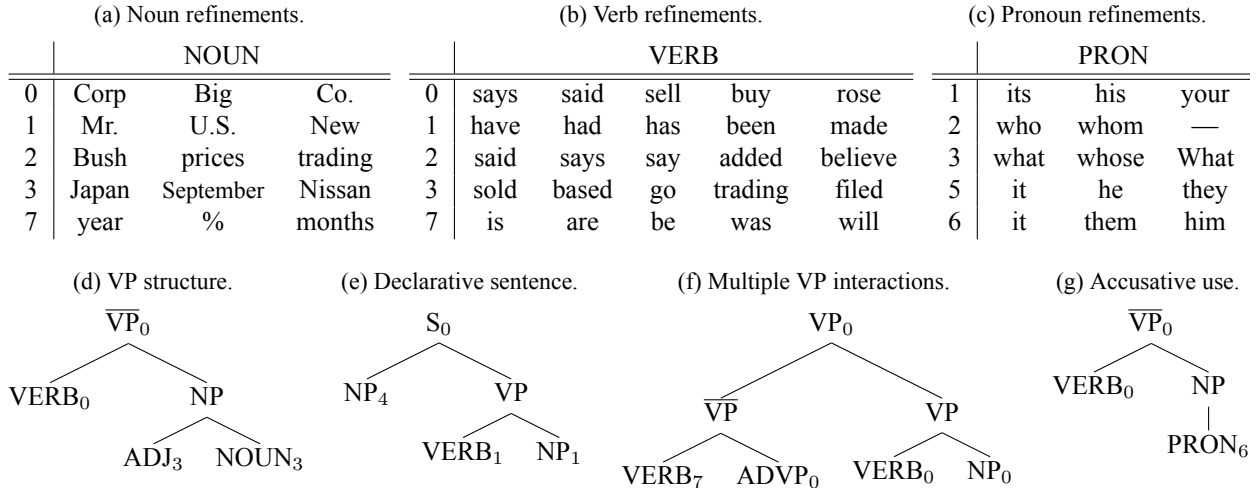 (a) Noun refinements.
NOUN
0 Corp Big Co.
1 Mr. U.S. New
2 Bush prices trading
3 Japan September Nissan
7 year % months
(b) Verb refinements.
VERB
0 says said sell buy rose
1 have had has been made
2 said says say added believe
3 sold based go trading filed
7 is are be was will
(c) Pronoun refinements.
PRON
1 its his your
2 who whom —
3 what whose What
5 it he they
6 it them him
(d) VP structure.
V̅P̅₀
VERB₀ NP
ADJ₃ NOUN₃
(e) Declarative sentence.
S₀
NP₄ VP
VERB₁ NP₁
(f) Multiple VP interactions.
VP₀
V̅P̅ VP
VERB₇ ADVP₀ VERB₀ NP₀
(g) Accusative use.
V̅P̅₀
VERB₀ NP
PRON₆